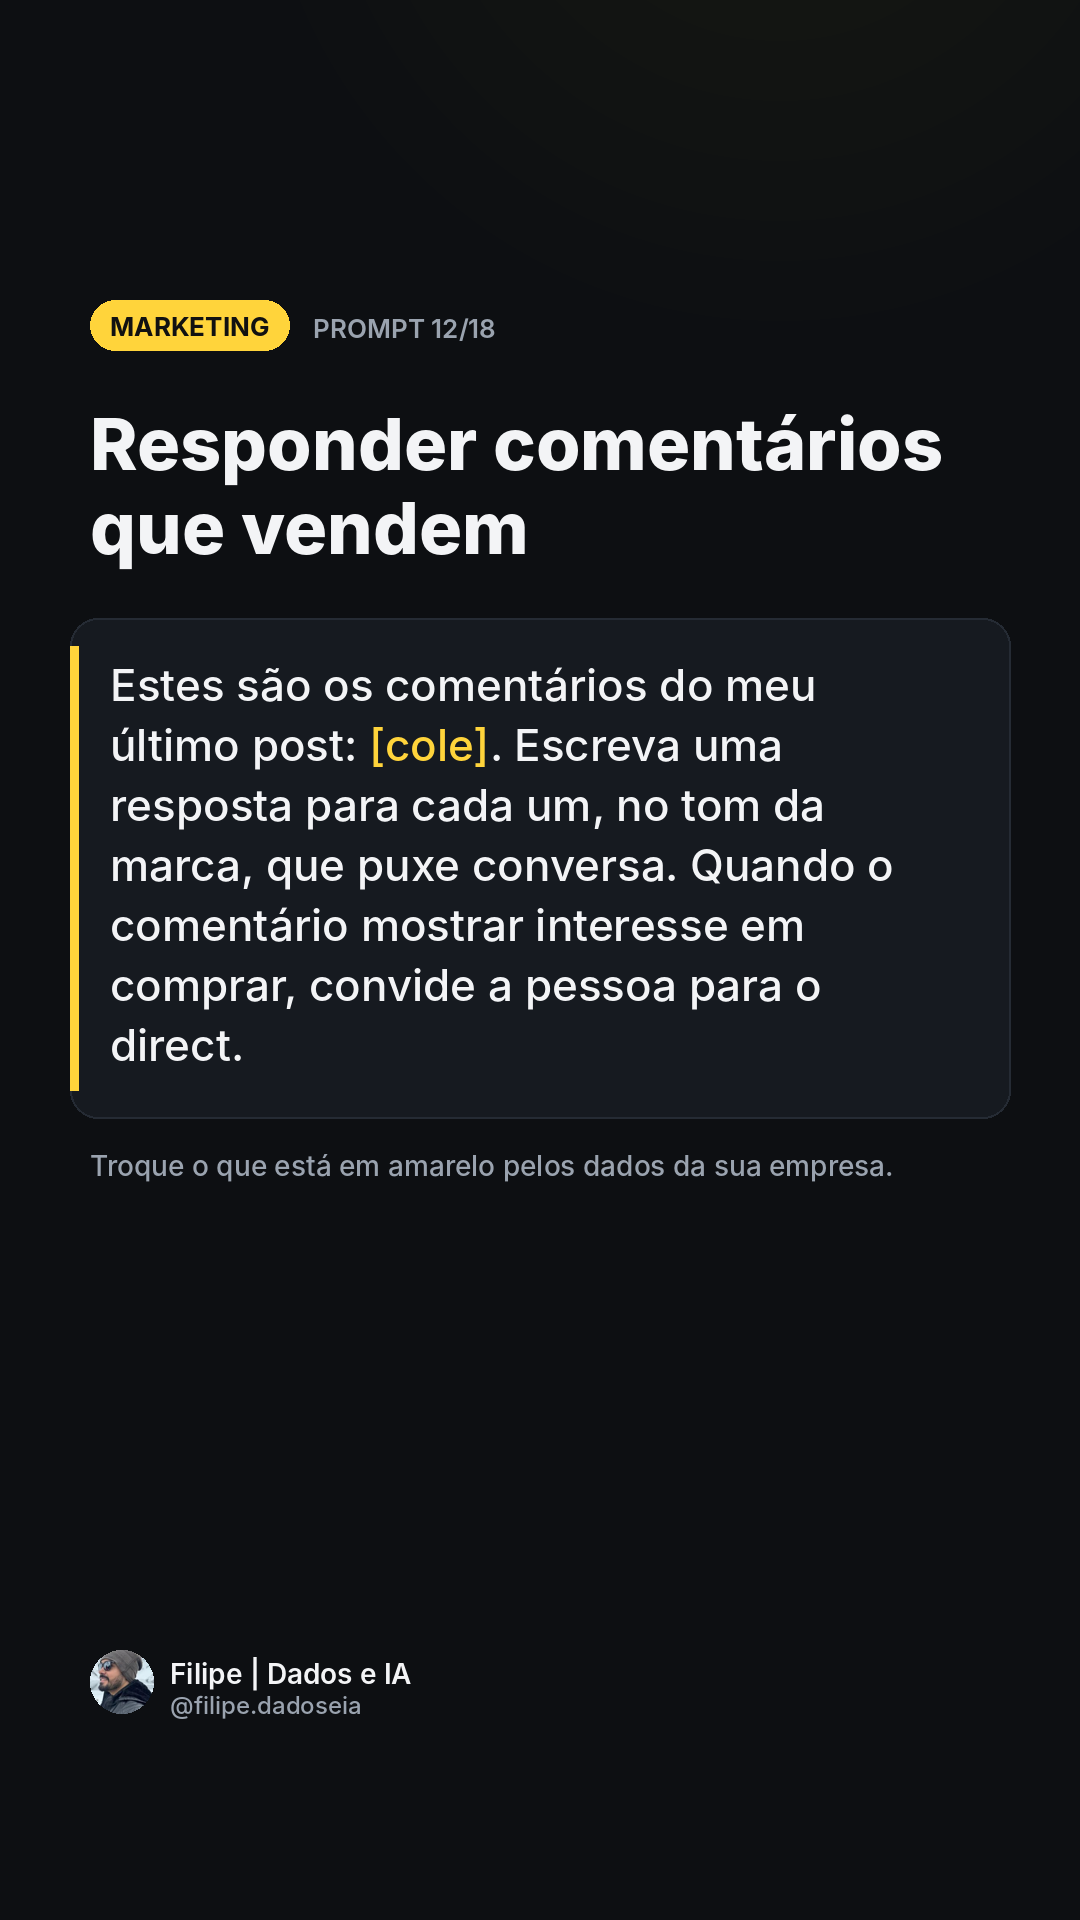 MARKETING PROMPT 12/18
Responder comentários
que vendem
Estes são os comentários do meu
último post: [cole]. Escreva uma
resposta para cada um, no tom da
marca, que puxe conversa. Quando o
comentário mostrar interesse em
comprar, convide a pessoa para o
direct.
Troque o que está em amarelo pelos dados da sua empresa.
Filipe | Dados e IA
@filipe.dadoseia